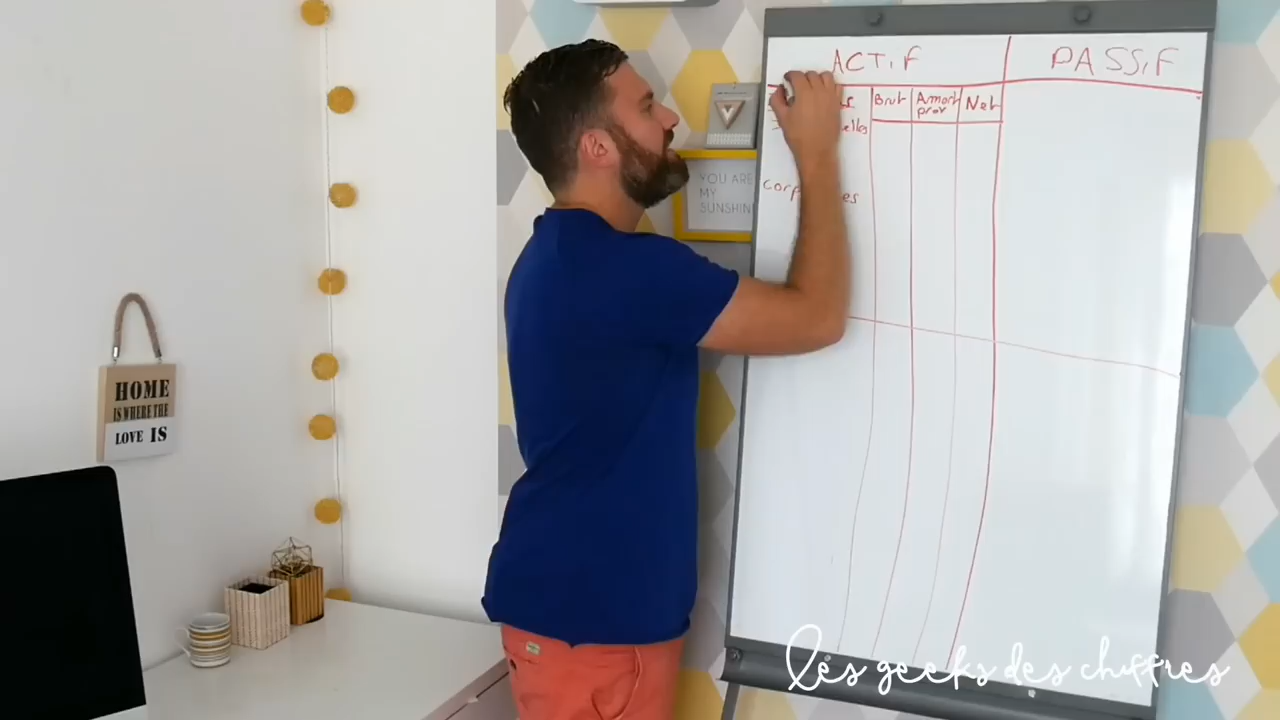 ACTIF
PASSIF
Brut
Amort
prov
Net
YOU ARE
MY
SUNSHIN
HOME
IS WHERE THE
LOVE IS
les geeks des chiffres